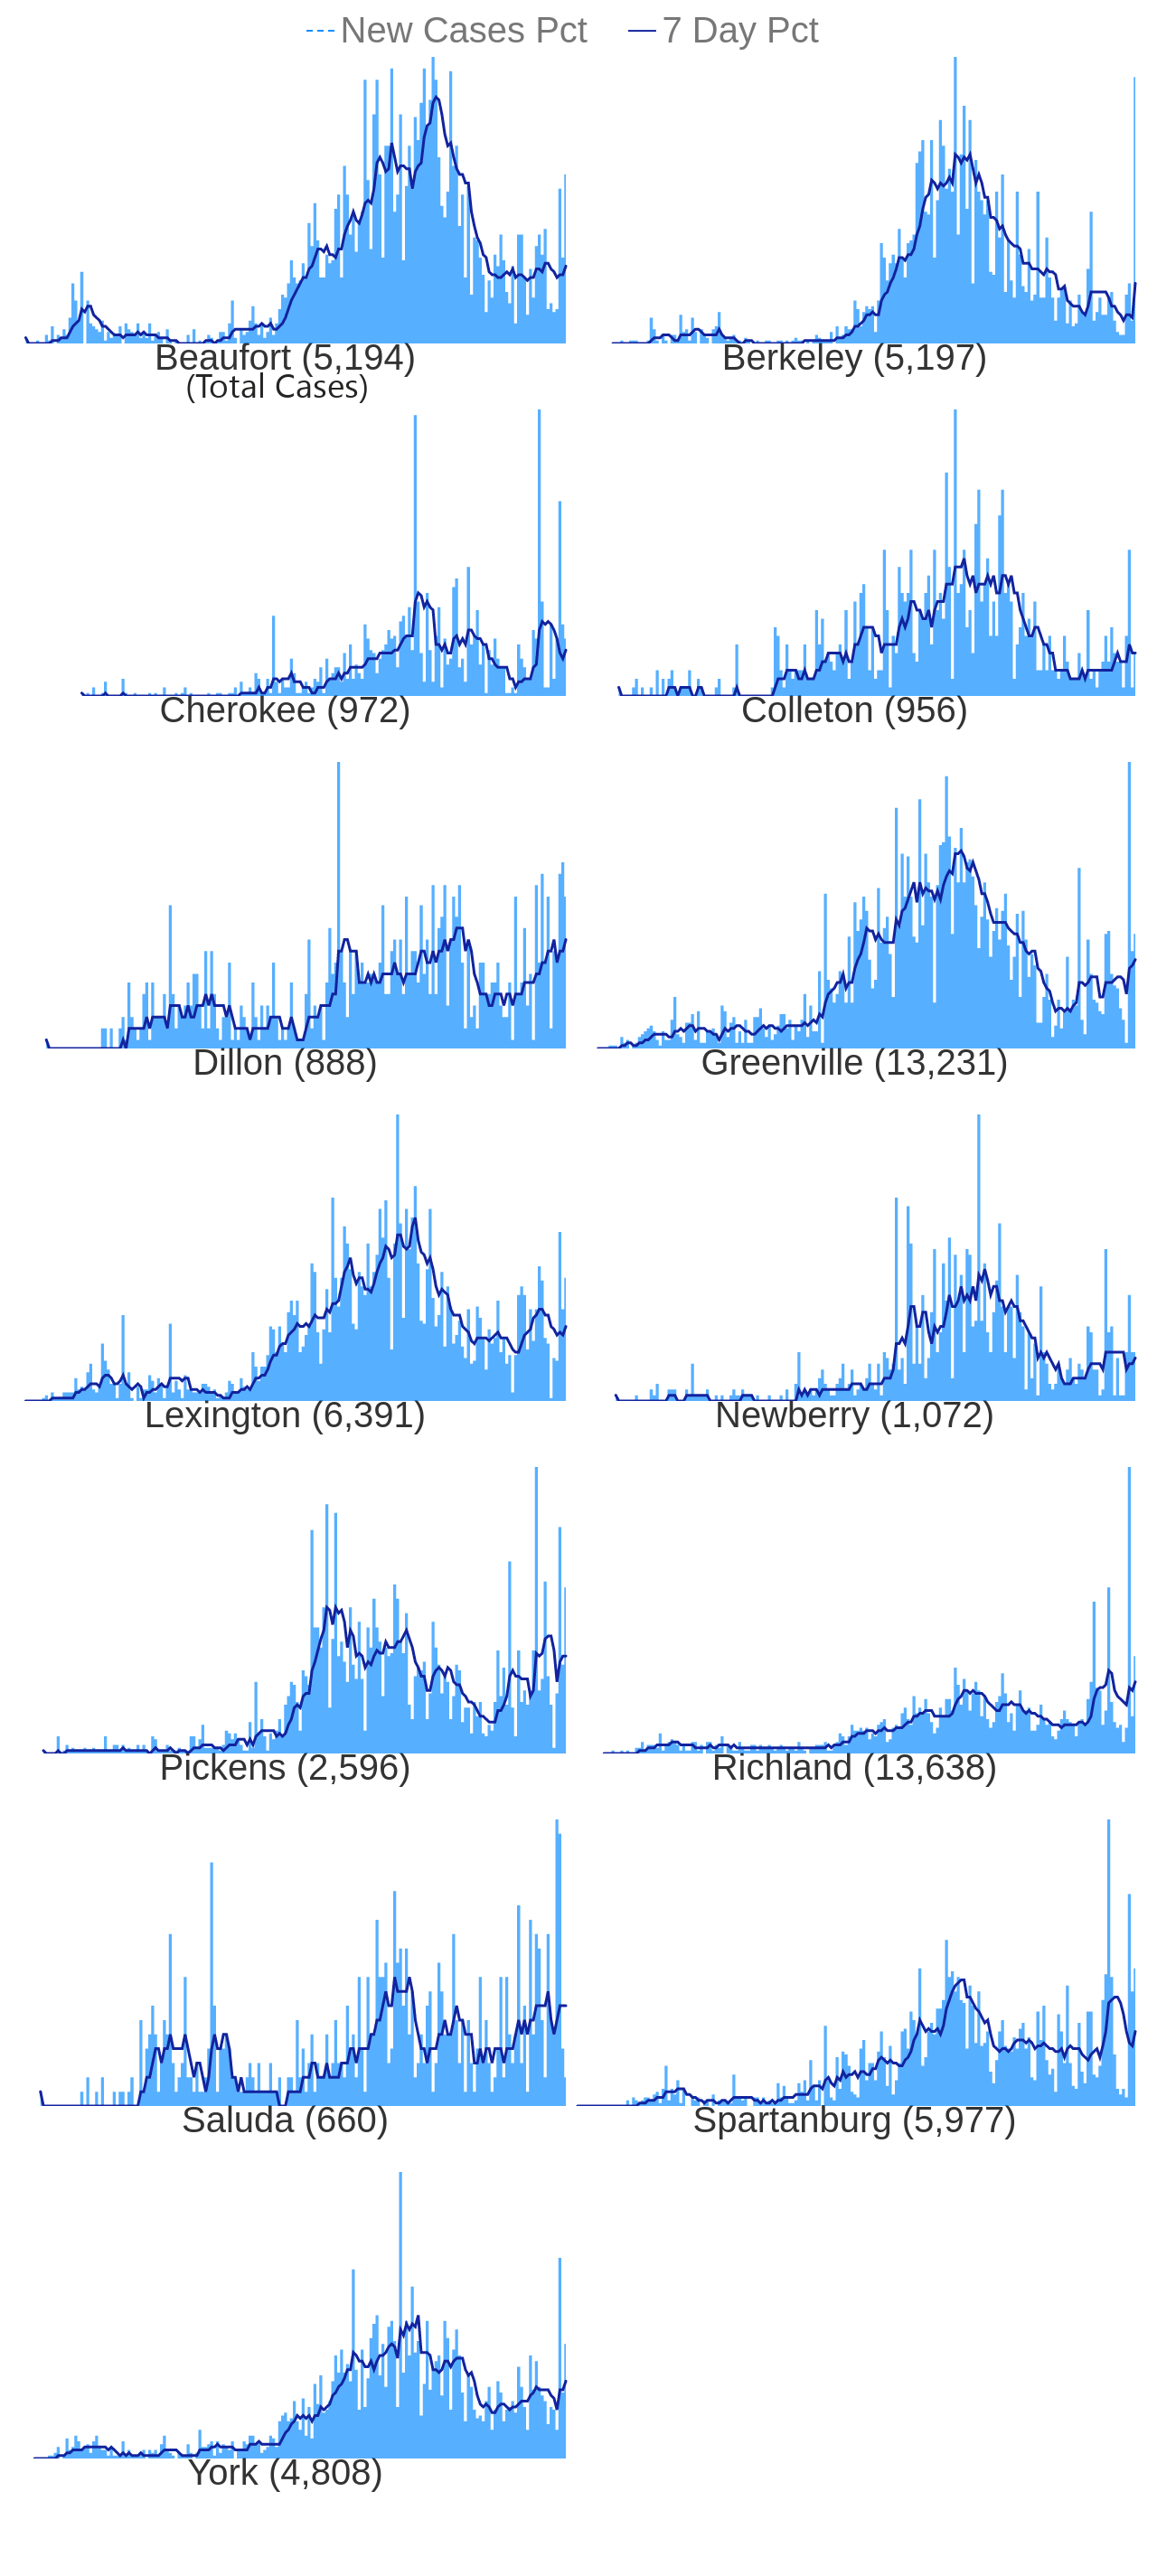 New Cases Pct 7 Day Pct
Beaufort (5,194) Berkeley (5,197)
(Total Cases)
Cherokee (972) Colleton (956)
Dillon (888) Greenville (13,231)
Lexington (6,391) Newberry (1,072)
Pickens (2,596) Richland (13,638)
Saluda (660) Spartanburg (5,977)
York (4,808)